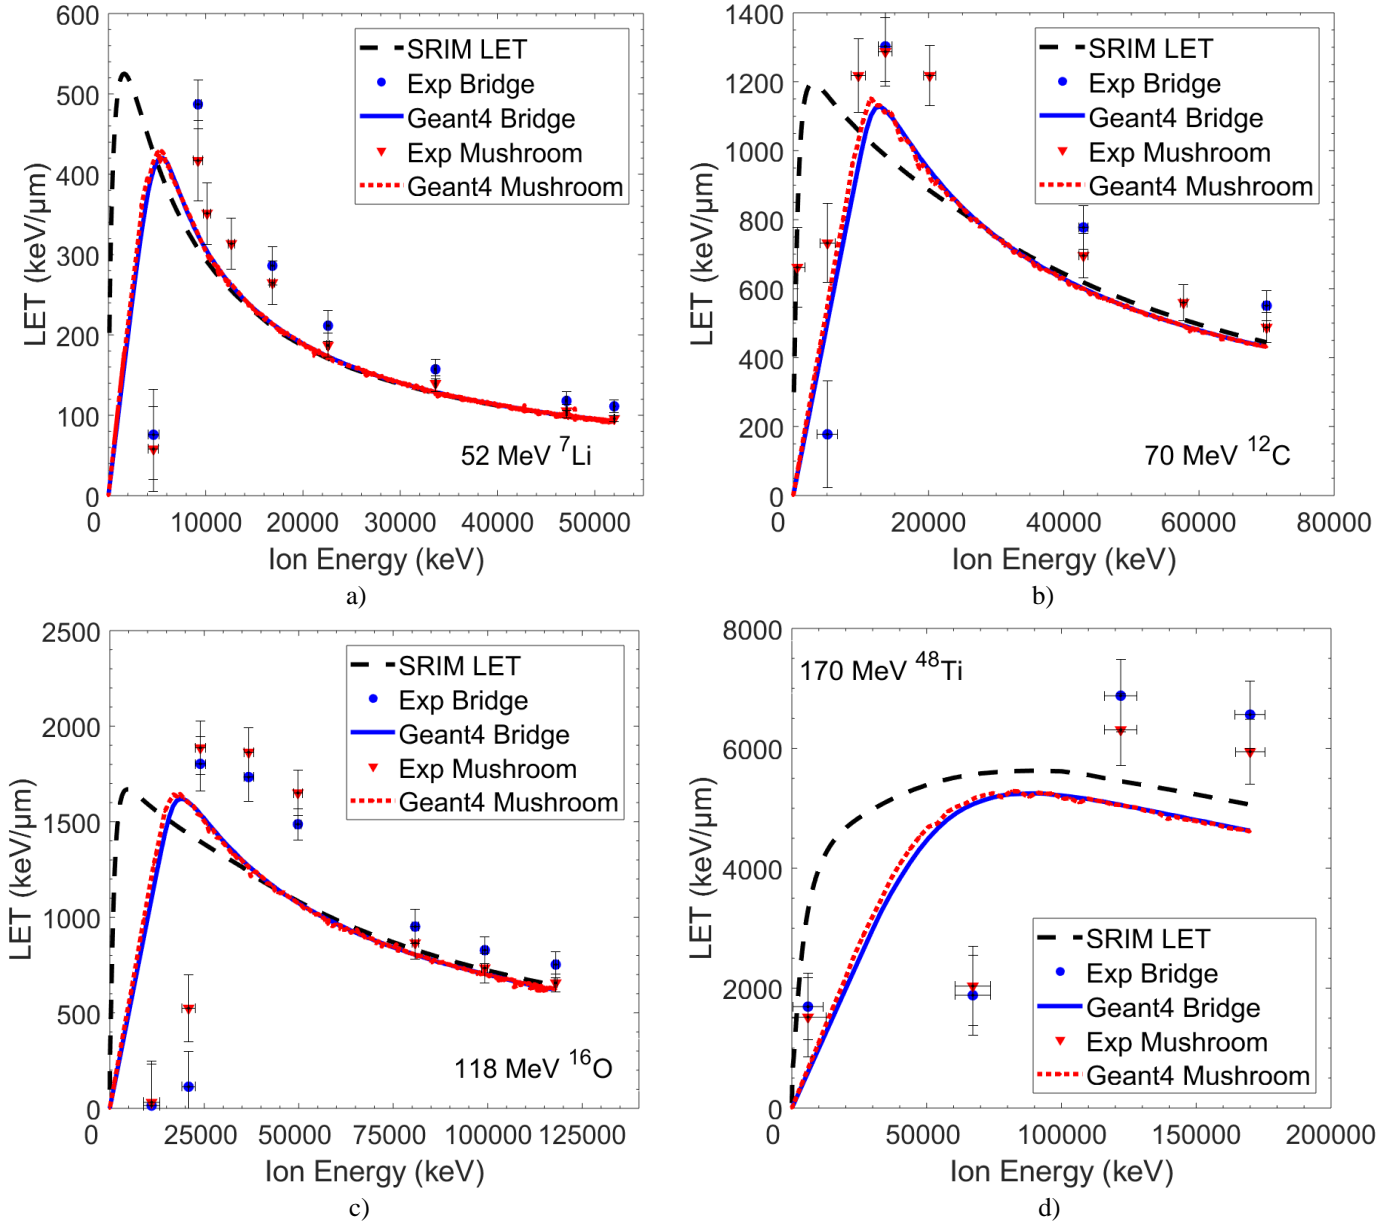 600
500
400
300
200
100
0
LET (keV/µm)
SRIM LET
Exp Bridge
Geant4 Bridge
Exp Mushroom
Geant4 Mushroom
52 MeV ⁷Li
0 10000 20000 30000 40000 50000
Ion Energy (keV)
a)
1400
1200
1000
800
600
400
200
0
LET (keV/µm)
SRIM LET
Exp Bridge
Geant4 Bridge
Exp Mushroom
Geant4 Mushroom
70 MeV ¹²C
0 20000 40000 60000 80000
Ion Energy (keV)
b)
2500
2000
1500
1000
500
0
LET (keV/µm)
SRIM LET
Exp Bridge
Geant4 Bridge
Exp Mushroom
Geant4 Mushroom
118 MeV ¹⁶O
0 25000 50000 75000 100000 125000
Ion Energy (keV)
c)
8000
6000
4000
2000
0
LET (keV/µm)
170 MeV ⁴⁸Ti
SRIM LET
Exp Bridge
Geant4 Bridge
Exp Mushroom
Geant4 Mushroom
0 50000 100000 150000 200000
Ion Energy (keV)
d)